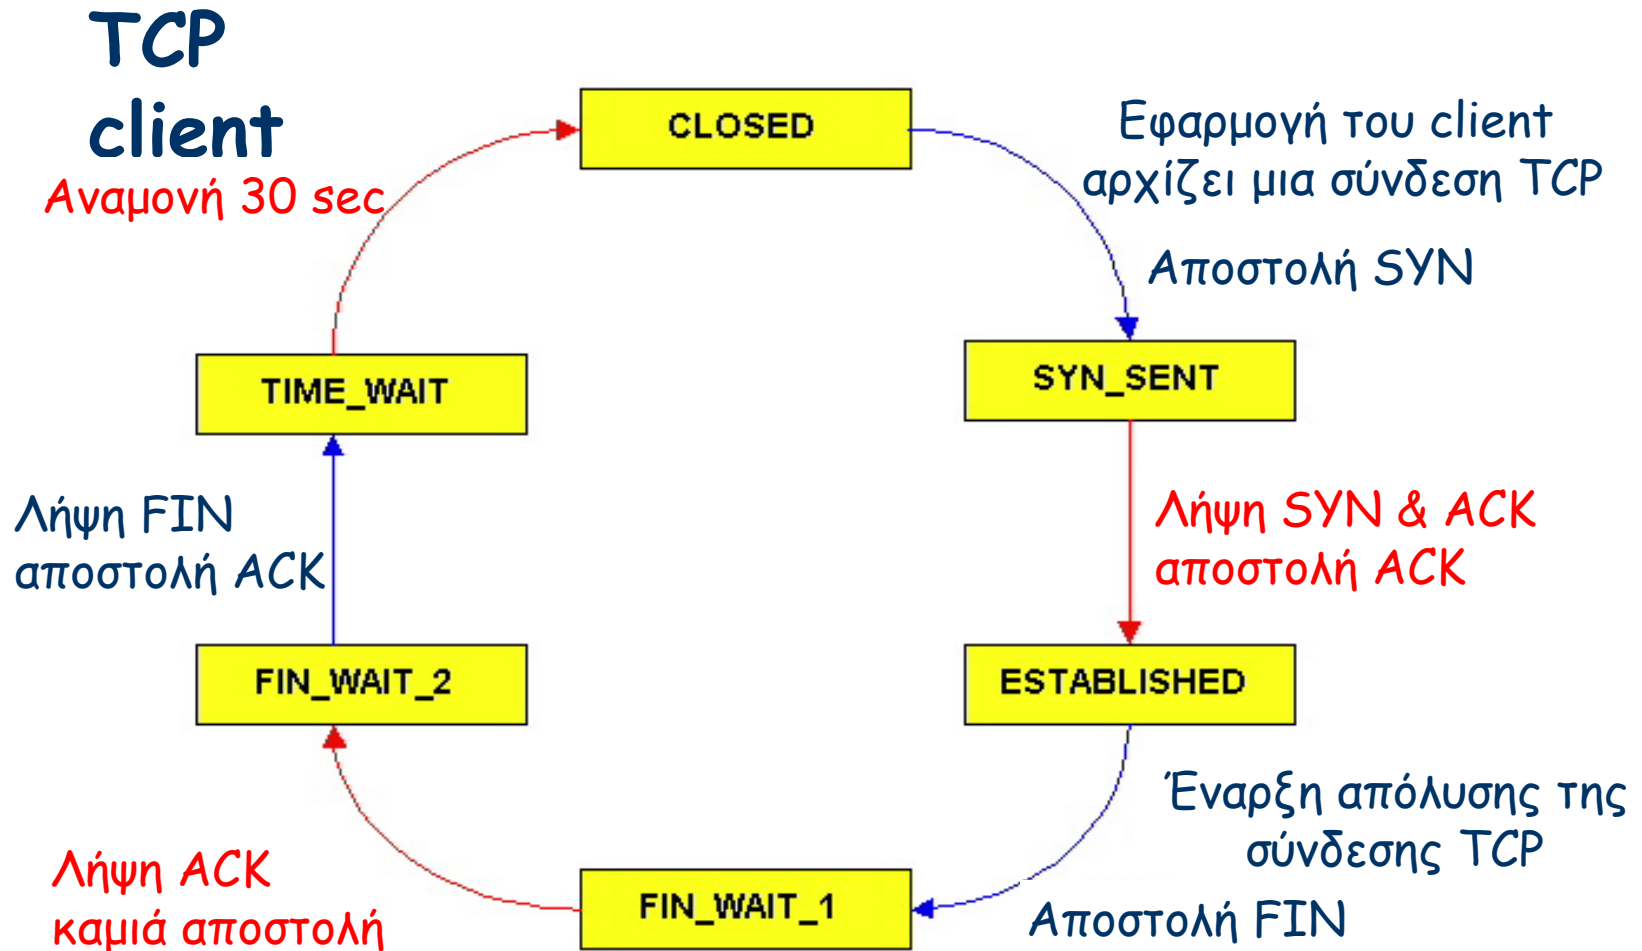 TCP
client
Αναμονή 30 sec
CLOSED
Εφαρμογή του client
αρχίζει μια σύνδεση TCP
Αποστολή SYN
TIME_WAIT
SYN_SENT
Λήψη FIN
αποστολή ACK
Λήψη SYN & ACK
αποστολή ACK
FIN_WAIT_2
ESTABLISHED
Έναρξη απόλυσης της
σύνδεσης TCP
Λήψη ACK
καμιά αποστολή
FIN_WAIT_1
Αποστολή FIN